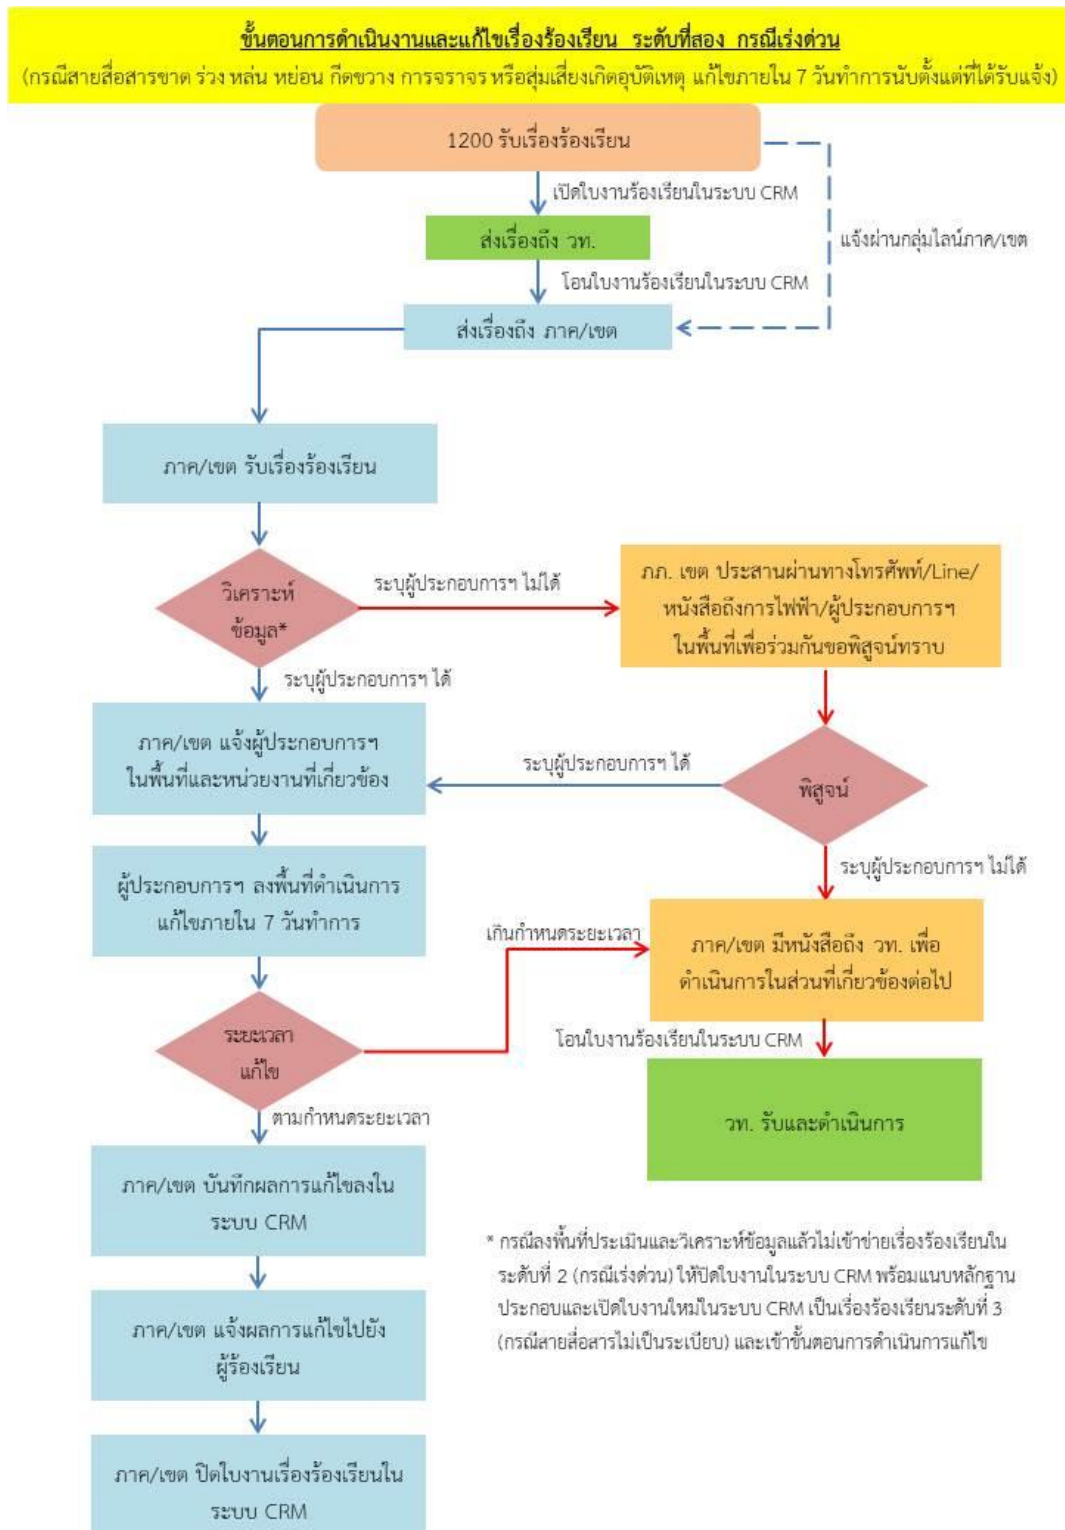 ขั้นตอนการดำเนินงานและแก้ไขเรื่องร้องเรียน ระดับที่สอง กรณีเร่งด่วน
(กรณีสายสื่อสารขาด ร่วง หล่น หย่อน กีดขวาง การจราจร หรือสุ่มเสี่ยงเกิดอุบัติเหตุ แก้ไขภายใน 7 วันทำการนับตั้งแต่ที่ได้รับแจ้ง)
1200 รับเรื่องร้องเรียน
เปิดใบงานร้องเรียนในระบบ CRM
ส่งเรื่องถึง วท.
แจ้งผ่านกลุ่มไลน์ภาค/เขต
โอนใบงานร้องเรียนในระบบ CRM
ส่งเรื่องถึง ภาค/เขต
ภาค/เขต รับเรื่องร้องเรียน
วิเคราะห์
ข้อมูล*
ระบุผู้ประกอบการฯ ไม่ได้
ภภ. เขต ประสานผ่านทางโทรศัพท์/Line/
หนังสือถึงการไฟฟ้า/ผู้ประกอบการฯ
ในพื้นที่เพื่อร่วมกันขอพิสูจน์ทราบ
ระบุผู้ประกอบการฯ ได้
ภาค/เขต แจ้งผู้ประกอบการฯ
ในพื้นที่และหน่วยงานที่เกี่ยวข้อง
ระบุผู้ประกอบการฯ ได้
พิสูจน์
ระบุผู้ประกอบการฯ ไม่ได้
ผู้ประกอบการฯ ลงพื้นที่ดำเนินการ
แก้ไขภายใน 7 วันทำการ
เกินกำหนดระยะเวลา
ภาค/เขต มีหนังสือถึง วท. เพื่อ
ดำเนินการในส่วนที่เกี่ยวข้องต่อไป
ระยะเวลา
แก้ไข
โอนใบงานร้องเรียนในระบบ CRM
วท. รับและดำเนินการ
ตามกำหนดระยะเวลา
ภาค/เขต บันทึกผลการแก้ไขลงใน
ระบบ CRM
ภาค/เขต แจ้งผลการแก้ไขไปยัง
ผู้ร้องเรียน
ภาค/เขต ปิดใบงานเรื่องร้องเรียนใน
ระบบ CRM
* กรณีลงพื้นที่ประเมินและวิเคราะห์ข้อมูลแล้วไม่เข้าข่ายเรื่องร้องเรียนใน
ระดับที่ 2 (กรณีเร่งด่วน) ให้ปิดใบงานในระบบ CRM พร้อมแนบหลักฐาน
ประกอบและเปิดใบงานใหม่ในระบบ CRM เป็นเรื่องร้องเรียนระดับที่ 3
(กรณีสายสื่อสารไม่เป็นระเบียบ) และเข้าขั้นตอนการดำเนินการแก้ไข